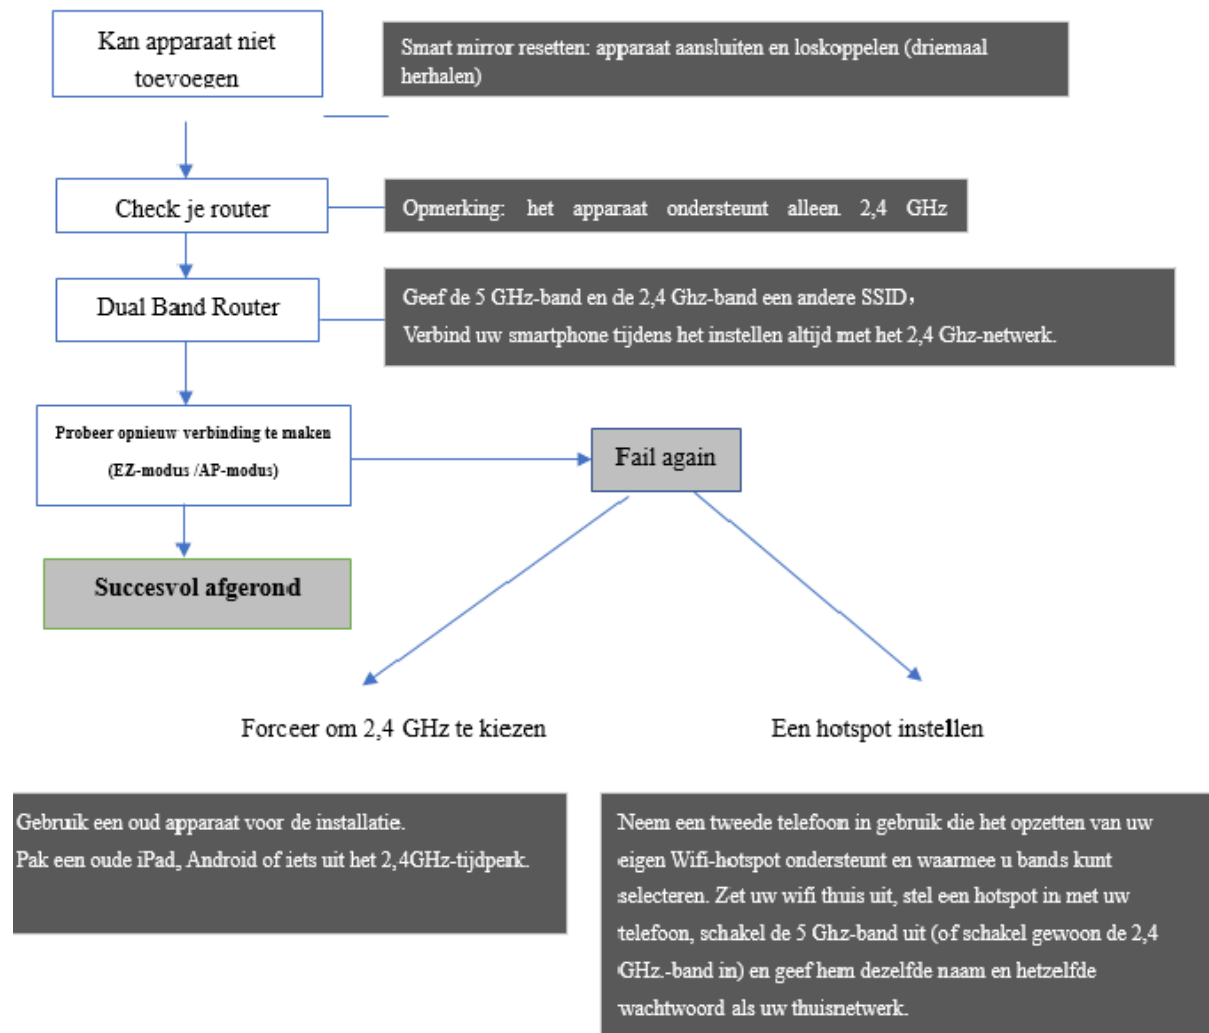 Kan apparaat niet
toevoegen
Smart mirror resetten: apparaat aansluiten en loskoppelen (driemaal
herhalen)
Check je router
Opmerking: het apparaat ondersteunt alleen 2,4 GHz
Dual Band Router
Geef de 5 GHz-band en de 2,4 Ghz-band een andere SSID，
Verbind uw smartphone tijdens het instellen altijd met het 2,4 Ghz-netwerk.
Probeer opnieuw verbinding te maken
(EZ-modus /AP-modus)
Fail again
Succesvol afgerond
Forceer om 2,4 GHz te kiezen
Een hotspot instellen
Gebruik een oud apparaat voor de installatie.
Pak een oude iPad, Android of iets uit het 2,4GHz-tijdperk.
Neem een tweede telefoon in gebruik die het opzetten van uw
eigen Wifi-hotspot ondersteunt en waarmee u bands kunt
selecteren. Zet uw wifi thuis uit, stel een hotspot in met uw
telefoon, schakel de 5 Ghz-band uit (of schakel gewoon de 2,4
GHz.-band in) en geef hem dezelfde naam en hetzelfde
wachtwoord als uw thuisnetwerk.